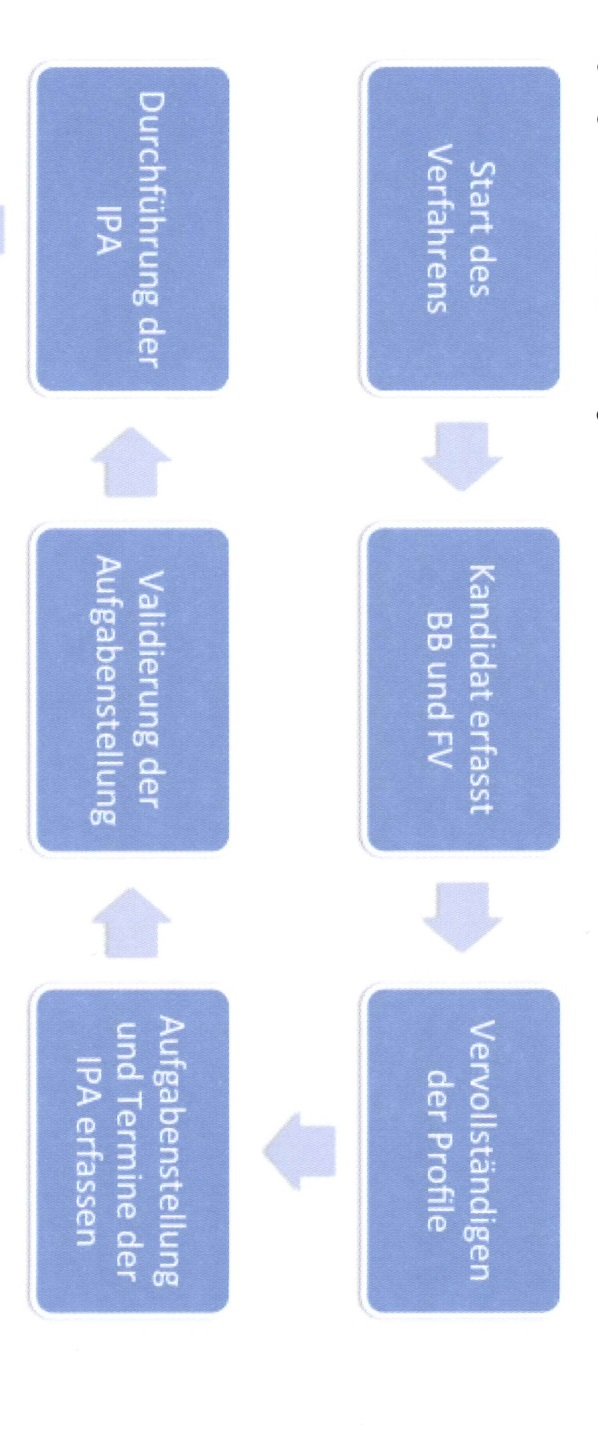 Start des
Verfahrens
Kandidat erfasst
BB und FV
Vervollständigen
der Profile
Aufgabenstellung
und Termine der
IPA erfassen
Validierung der
Aufgabenstellung
Durchführung der
IPA